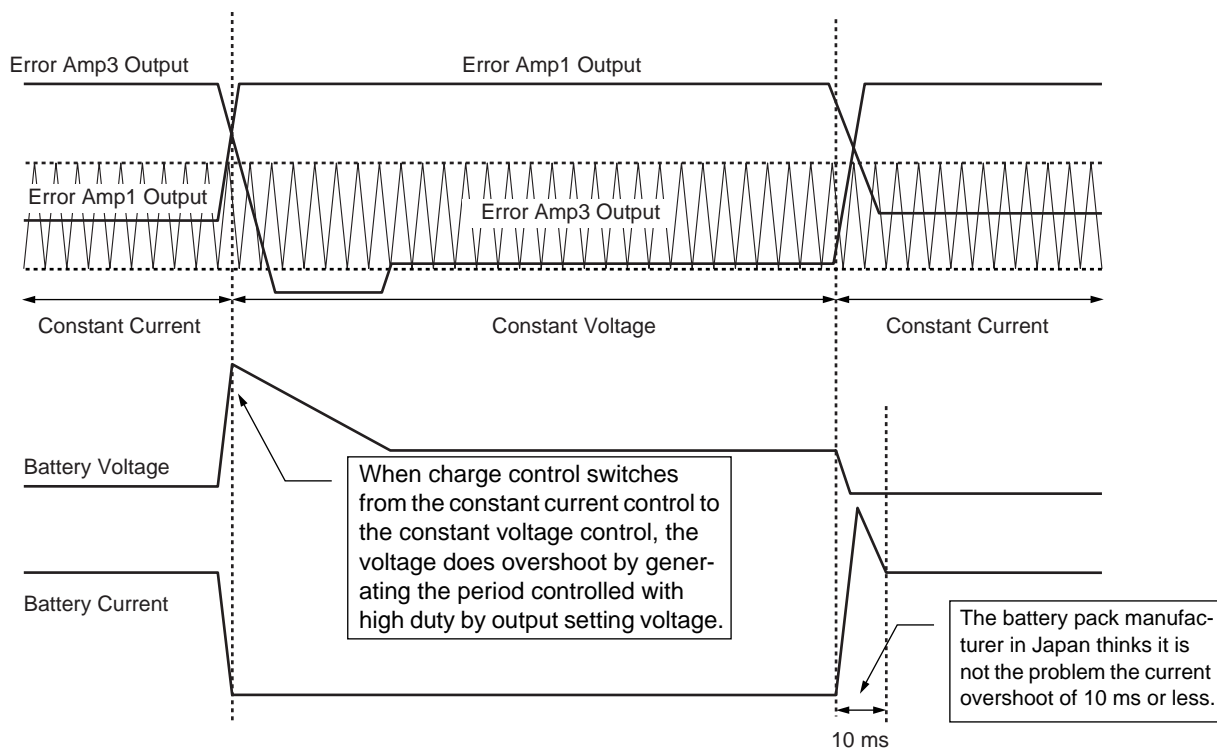 Error Amp3 Output
Error Amp1 Output
Error Amp1 Output
Error Amp3 Output
Constant Current
Constant Voltage
Constant Current
Battery Voltage
When charge control switches
from the constant current control to
the constant voltage control, the
voltage does overshoot by gener-
ating the period controlled with
high duty by output setting voltage.
Battery Current
The battery pack manufac-
turer in Japan thinks it is
not the problem the current
overshoot of 10 ms or less.
10 ms